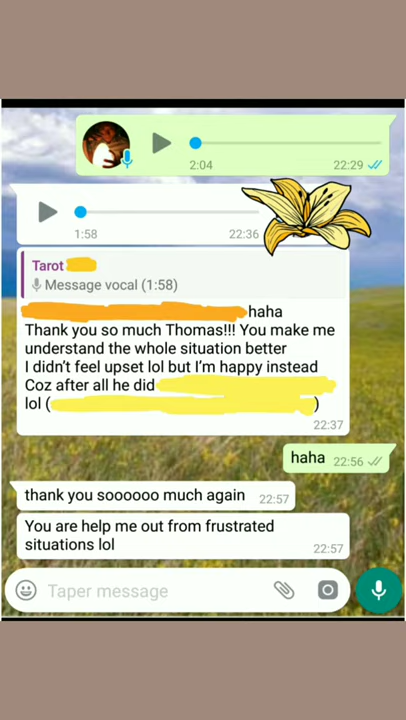 2:04
22:29
1:58
22:36
Tarot
Message vocal (1:58)
haha
Thank you so much Thomas!!! You make me
understand the whole situation better
I didn't feel upset lol but I'm happy instead
Coz after all he did
lol (
)
22:37
haha 22:56
thank you soooooo much again 22:57
You are help me out from frustrated
situations lol
22:57
Taper message